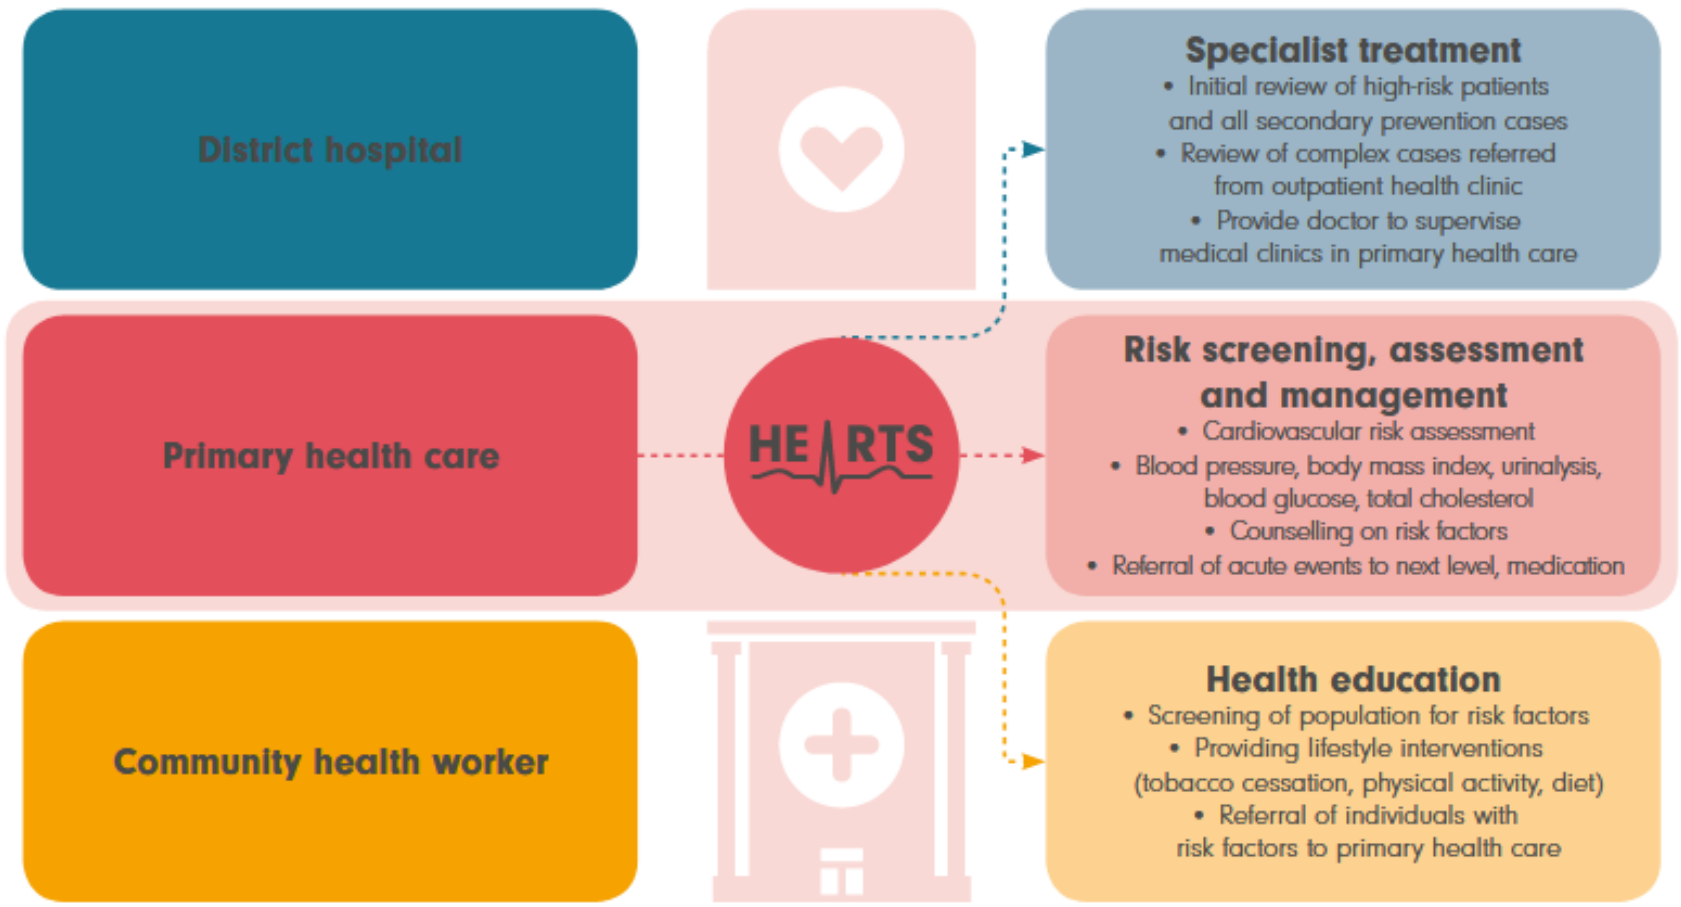 District hospital
Specialist treatment
• Initial review of high-risk patients
and all secondary prevention cases
• Review of complex cases referred
from outpatient health clinic
• Provide doctor to supervise
medical clinics in primary health care
Primary health care
HEARTS
Risk screening, assessment
and management
• Cardiovascular risk assessment
• Blood pressure, body mass index, urinalysis,
blood glucose, total cholesterol
• Counselling on risk factors
• Referral of acute events to next level, medication
Community health worker
Health education
• Screening of population for risk factors
• Providing lifestyle interventions
(tobacco cessation, physical activity, diet)
• Referral of individuals with
risk factors to primary health care